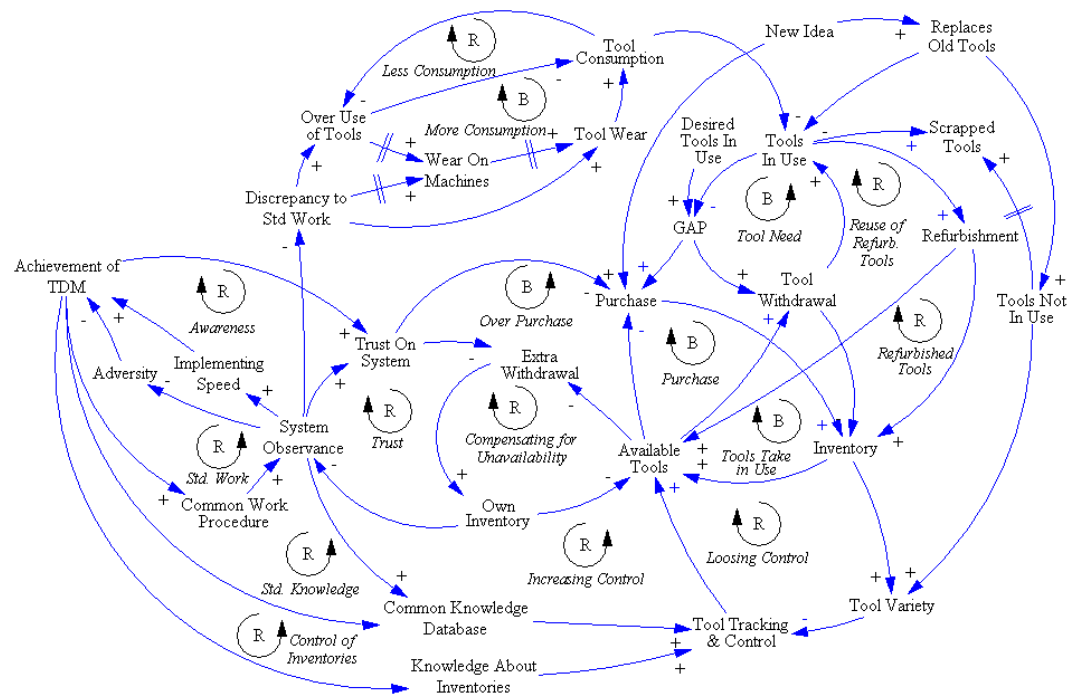 New Idea
Replaces
Old Tools
R
Less Consumption
Tool
Consumption
B
More Consumption
Over Use
of Tools
Tool Wear
Wear On
Machines
Desired
Tools In
Use
Tools
In Use
Scrapped
Tools
Discrepancy to
Std Work
B
Tool Need
R
Reuse of
Refurb.
Tools
GAP
Refurbishment
Achievement of
TDM
R
Awareness
B
Over Purchase
Purchase
Tool
Withdrawal
Tools Not
In Use
Trust On
System
Extra
Withdrawal
B
Purchase
R
Refurbished
Tools
Implementing
Speed
Adversity
R
Trust
R
Compensating for
Unavailability
System
Observance
R
Std. Work
Available
Tools
B
Tools Take
in Use
Inventory
Common Work
Procedure
Own
Inventory
R
Std. Knowledge
R
Increasing Control
R
Loosing Control
Common Knowledge
Database
Tool Tracking
& Control
Tool Variety
R
Control of
Inventories
Knowledge About
Inventories